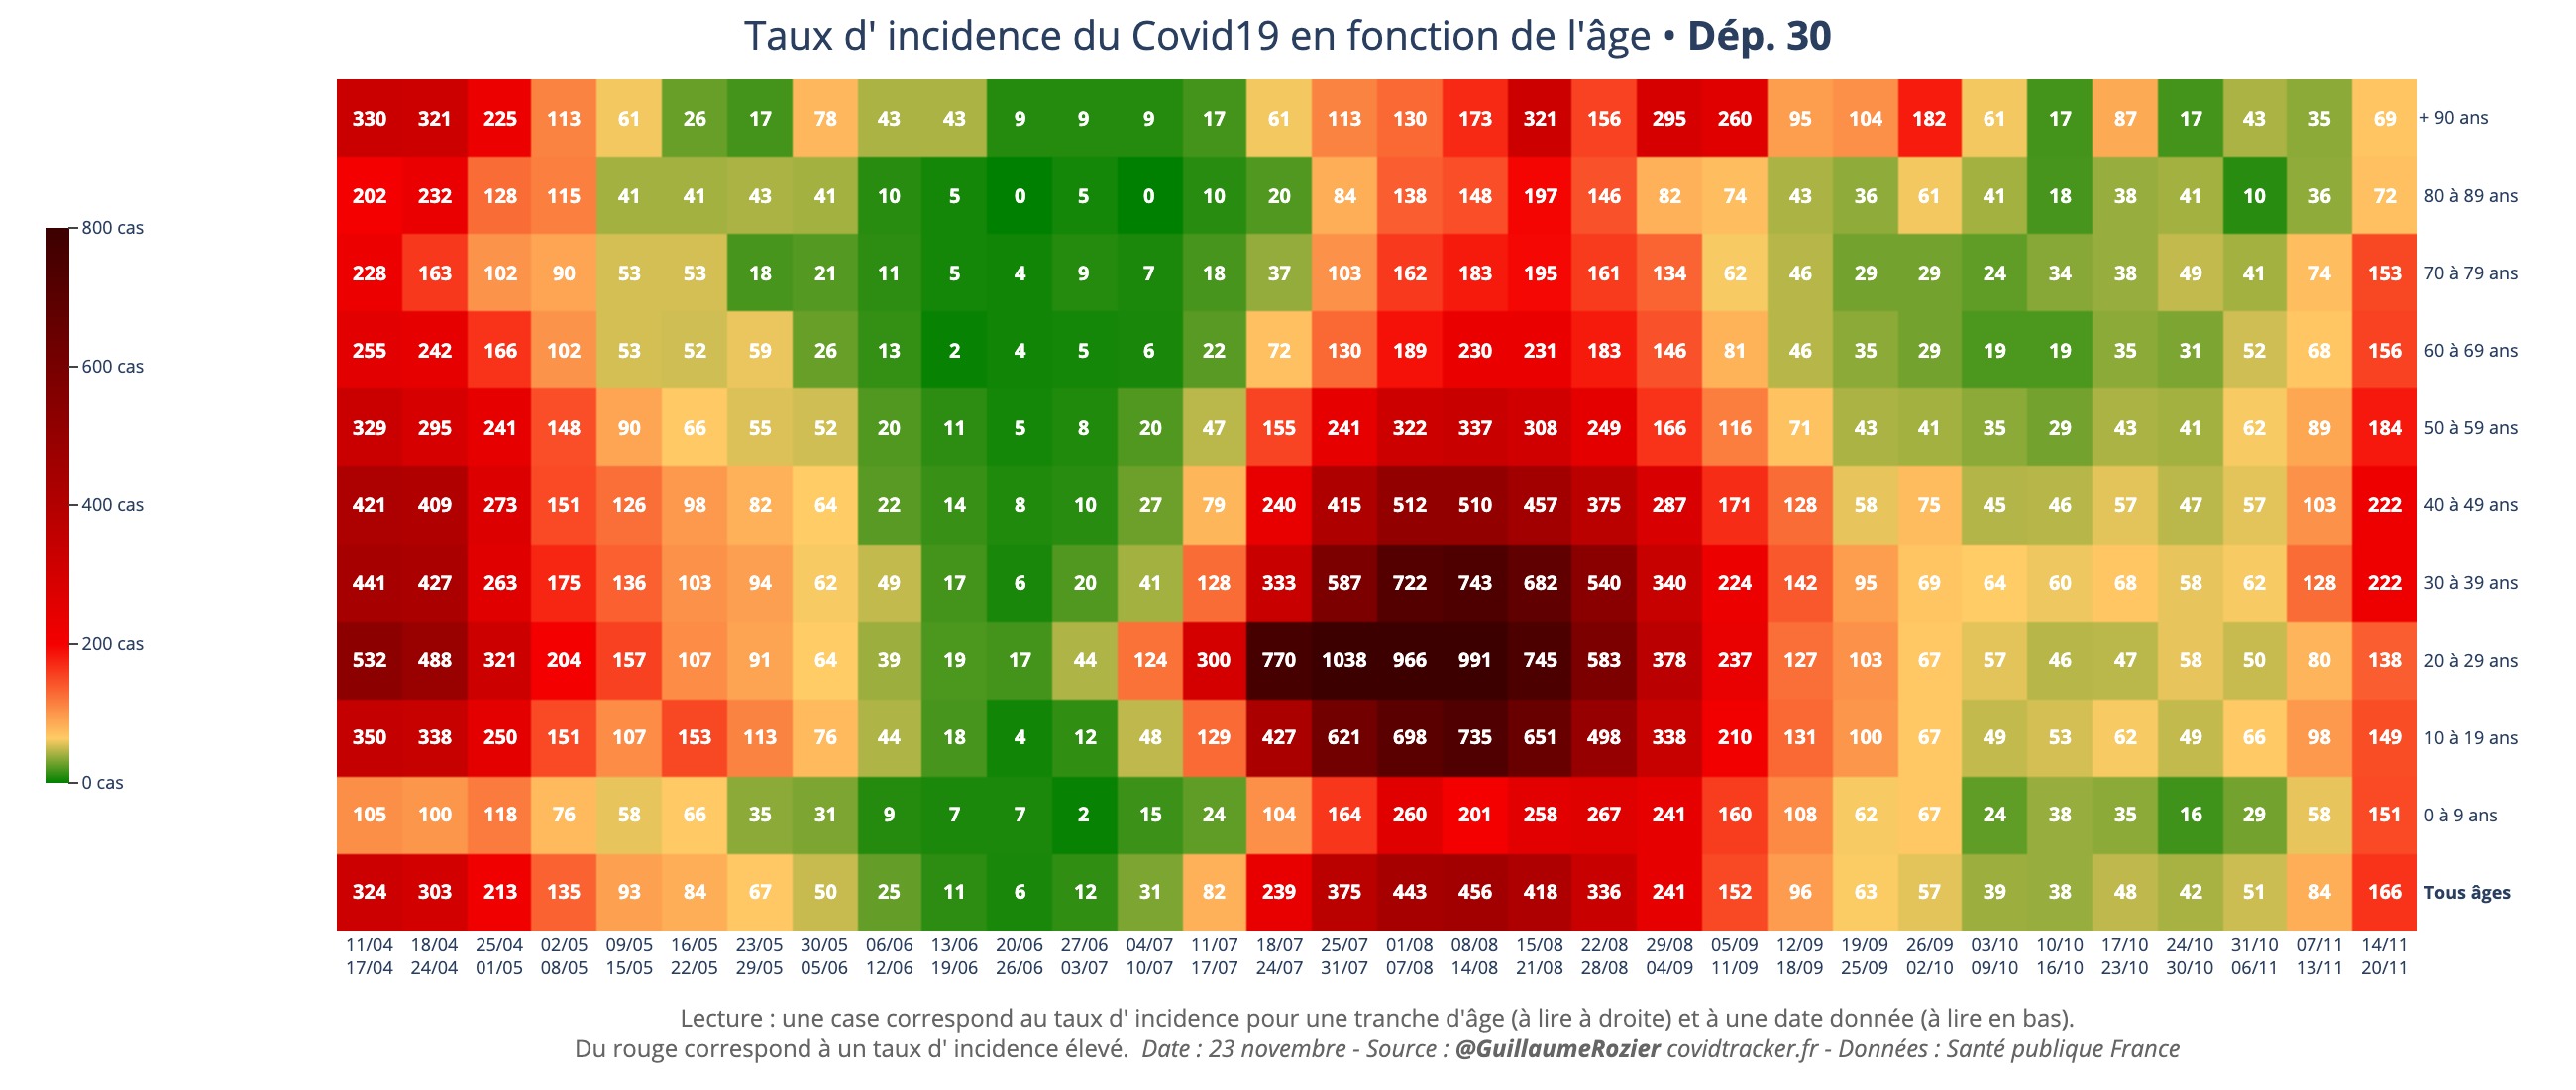 Taux d' incidence du Covid19 en fonction de l'âge • Dép. 30
800 cas
600 cas
400 cas
200 cas
0 cas
330 321 225 113 61 26 17 78 43 43 9 9 9 17 61 113 130 173 321 156 295 260 95 104 182 61 17 87 17 43 35 69 + 90 ans
202 232 128 115 41 41 43 41 10 5 0 5 0 10 20 84 138 148 197 146 82 74 43 36 61 41 18 38 41 10 36 72 80 à 89 ans
228 163 102 90 53 53 18 21 11 5 4 9 7 18 37 103 162 183 195 161 134 62 46 29 29 24 34 38 49 41 74 153 70 à 79 ans
255 242 166 102 53 52 59 26 13 2 4 5 6 22 72 130 189 230 231 183 146 81 46 35 29 19 19 35 31 52 68 156 60 à 69 ans
329 295 241 148 90 66 55 52 20 11 5 8 20 47 155 241 322 337 308 249 166 116 71 43 41 35 29 43 41 62 89 184 50 à 59 ans
421 409 273 151 126 98 82 64 22 14 8 10 27 79 240 415 512 510 457 375 287 171 128 58 75 45 46 57 47 57 103 222 40 à 49 ans
441 427 263 175 136 103 94 62 49 17 6 20 41 128 333 587 722 743 682 540 340 224 142 95 69 64 60 68 58 62 128 222 30 à 39 ans
532 488 321 204 157 107 91 64 39 19 17 44 124 300 770 1038 966 991 745 583 378 237 127 103 67 57 46 47 58 50 80 138 20 à 29 ans
350 338 250 151 107 153 113 76 44 18 4 12 48 129 427 621 698 735 651 498 338 210 131 100 67 49 53 62 49 66 98 149 10 à 19 ans
105 100 118 76 58 66 35 31 9 7 7 2 15 24 104 164 260 201 258 267 241 160 108 62 67 24 38 35 16 29 58 151 0 à 9 ans
324 303 213 135 93 84 67 50 25 11 6 12 31 82 239 375 443 456 418 336 241 152 96 63 57 39 38 48 42 51 84 166 Tous âges
11/04 18/04 25/04 02/05 09/05 16/05 23/05 30/05 06/06 13/06 20/06 27/06 04/07 11/07 18/07 25/07 01/08 08/08 15/08 22/08 29/08 05/09 12/09 19/09 26/09 03/10 10/10 17/10 24/10 31/10 07/11 14/11
17/04 24/04 01/05 08/05 15/05 22/05 29/05 05/06 12/06 19/06 26/06 03/07 10/07 17/07 24/07 31/07 07/08 14/08 21/08 28/08 04/09 11/09 18/09 25/09 02/10 09/10 16/10 23/10 30/10 06/11 13/11 20/11
Lecture : une case correspond au taux d' incidence pour une tranche d'âge (à lire à droite) et à une date donnée (à lire en bas).
Du rouge correspond à un taux d' incidence élevé. Date : 23 novembre - Source : @GuillaumeRozier covidtracker.fr - Données : Santé publique France